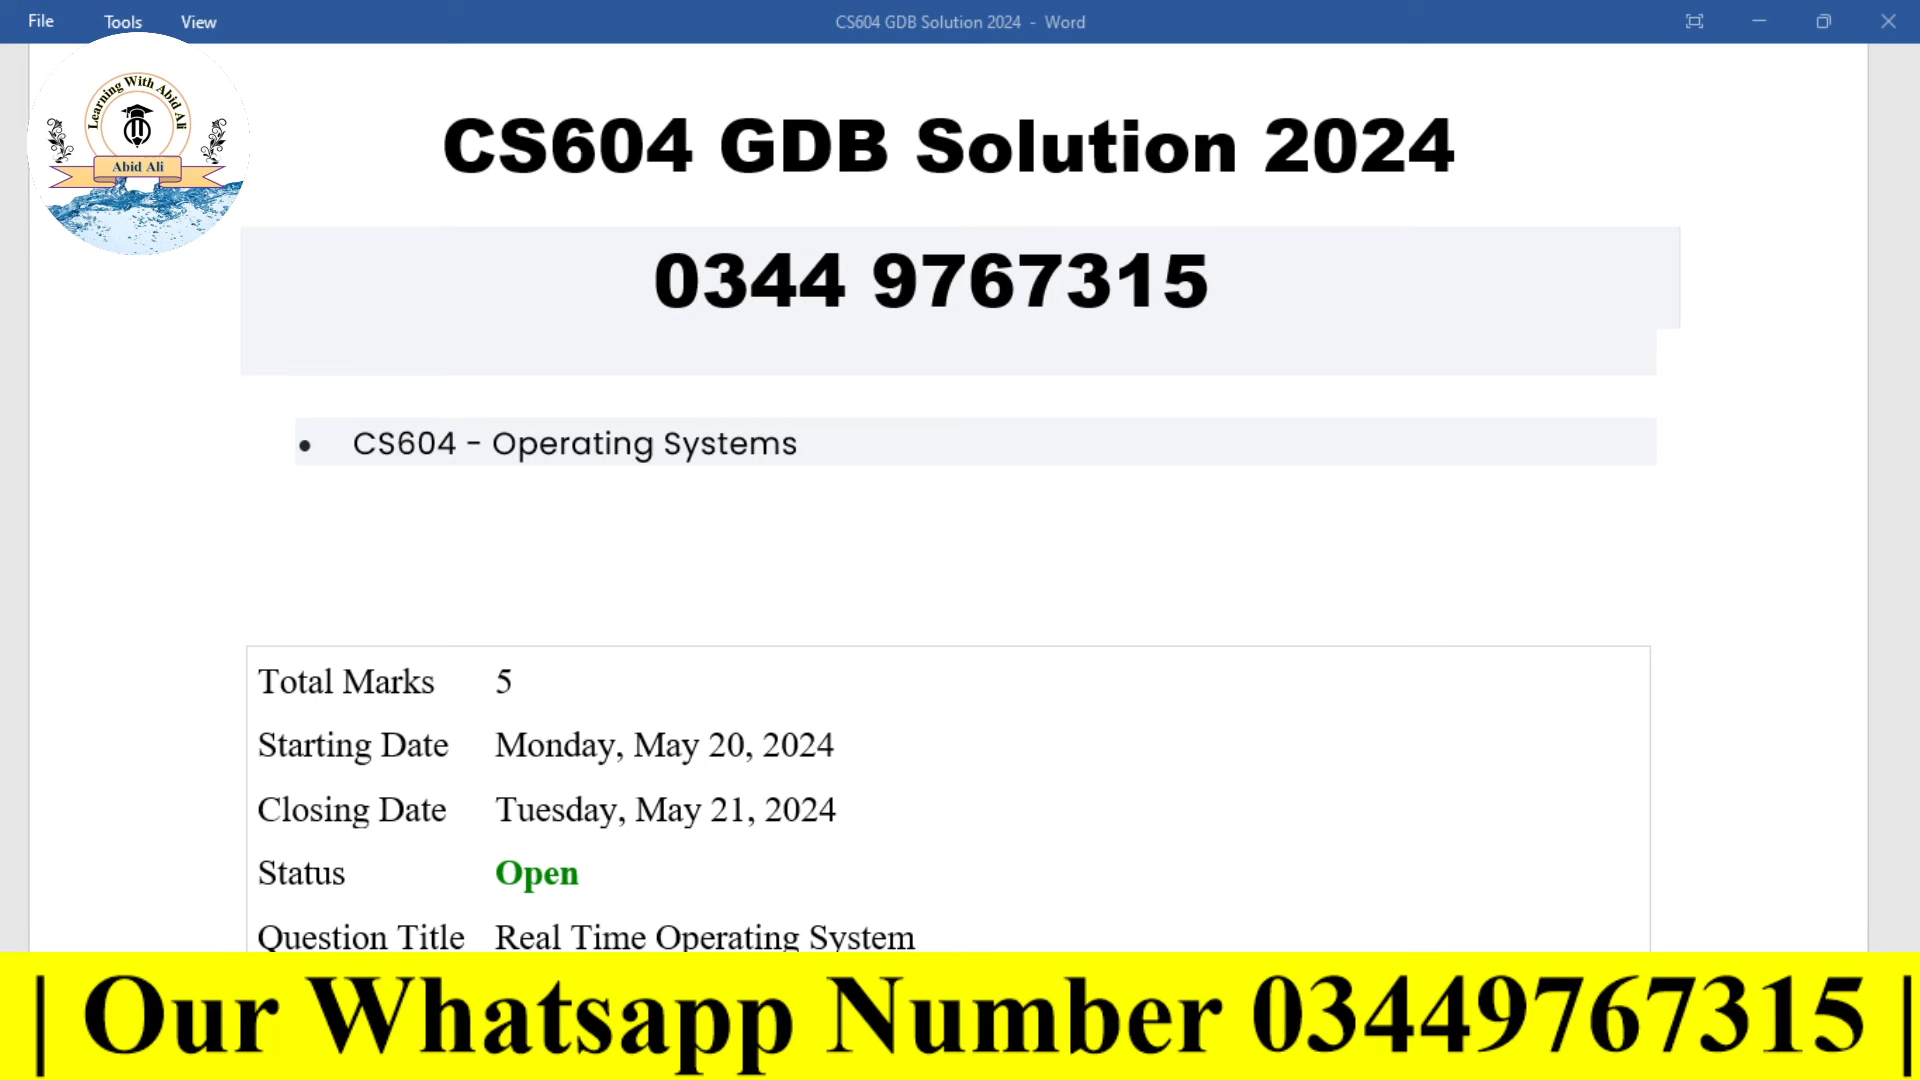 File Tools View CS604 GDB Solution 2024 - Word
Learning With Abid Ali
Abid Ali
CS604 GDB Solution 2024
0344 9767315
• CS604 - Operating Systems
Total Marks 5
Starting Date Monday, May 20, 2024
Closing Date Tuesday, May 21, 2024
Status Open
Question Title Real Time Operating System
| Our Whatsapp Number 03449767315 |